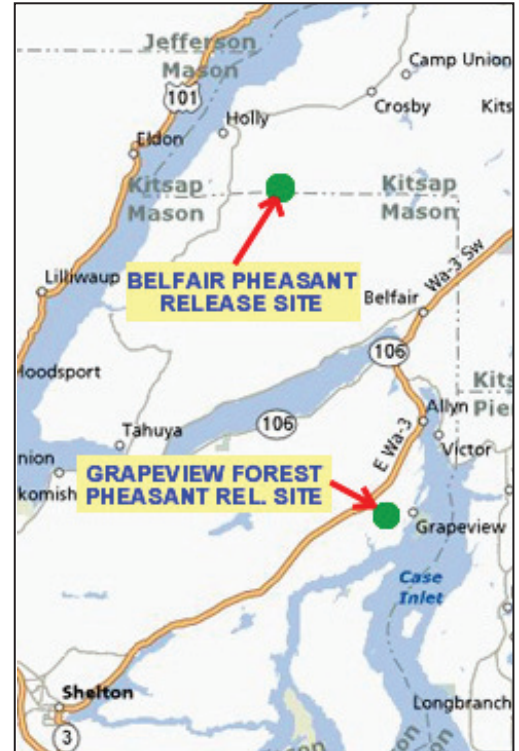 Jefferson
Mason
Camp Union
101
Holly
Crosby
Kits
Eldon
Kitsap
Mason
Kitsap
Mason
Wa-3 Sw
Lilliwaup
BELFAIR PHEASANT
RELEASE SITE
Belfair
106
Hoodsport
Kits
Pie
Allyn
106
Tahuya
Victor
nion
E Wa-3
GRAPEVIEW FOREST
PHEASANT REL. SITE
komish
Grapeview
Case
Inlet
Shelton
Longbranch
3